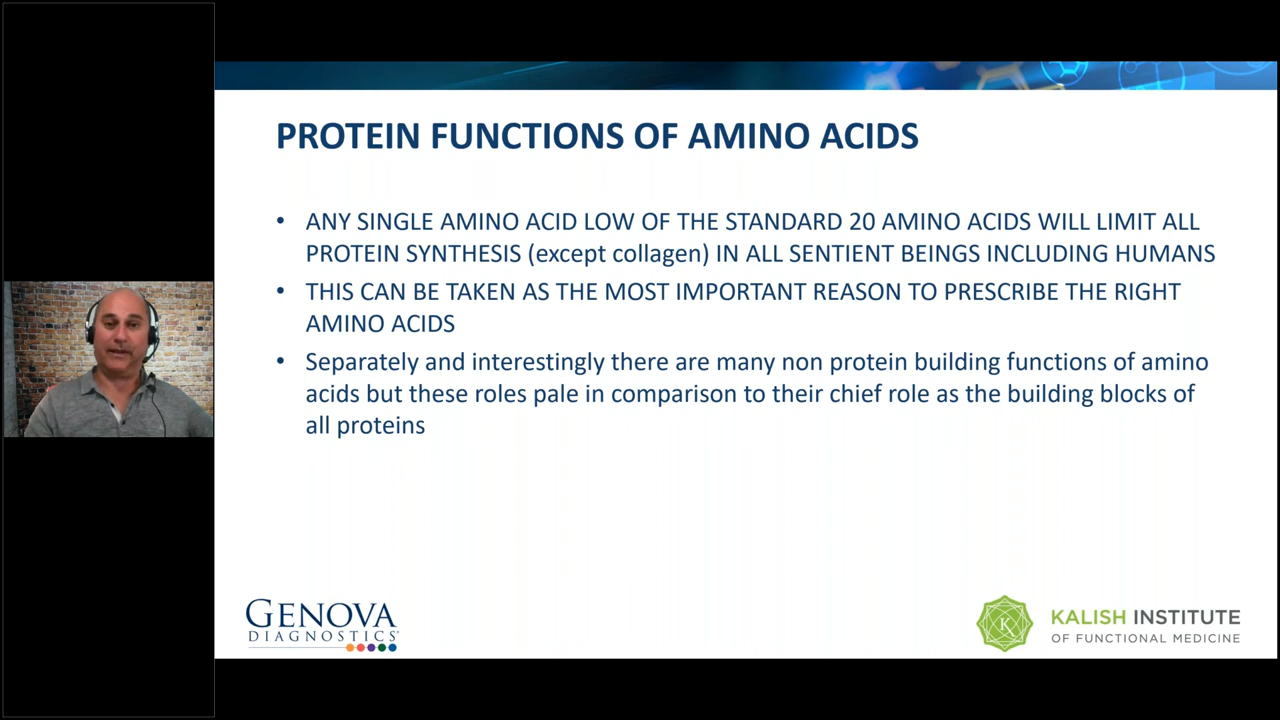 PROTEIN FUNCTIONS OF AMINO ACIDS
• ANY SINGLE AMINO ACID LOW OF THE STANDARD 20 AMINO ACIDS WILL LIMIT ALL
PROTEIN SYNTHESIS (except collagen) IN ALL SENTIENT BEINGS INCLUDING HUMANS
• THIS CAN BE TAKEN AS THE MOST IMPORTANT REASON TO PRESCRIBE THE RIGHT
AMINO ACIDS
• Separately and interestingly there are many non protein building functions of amino
acids but these roles pale in comparison to their chief role as the building blocks of
all proteins
GENOVA
DIAGNOSTICS
K
KALISH INSTITUTE
OF FUNCTIONAL MEDICINE